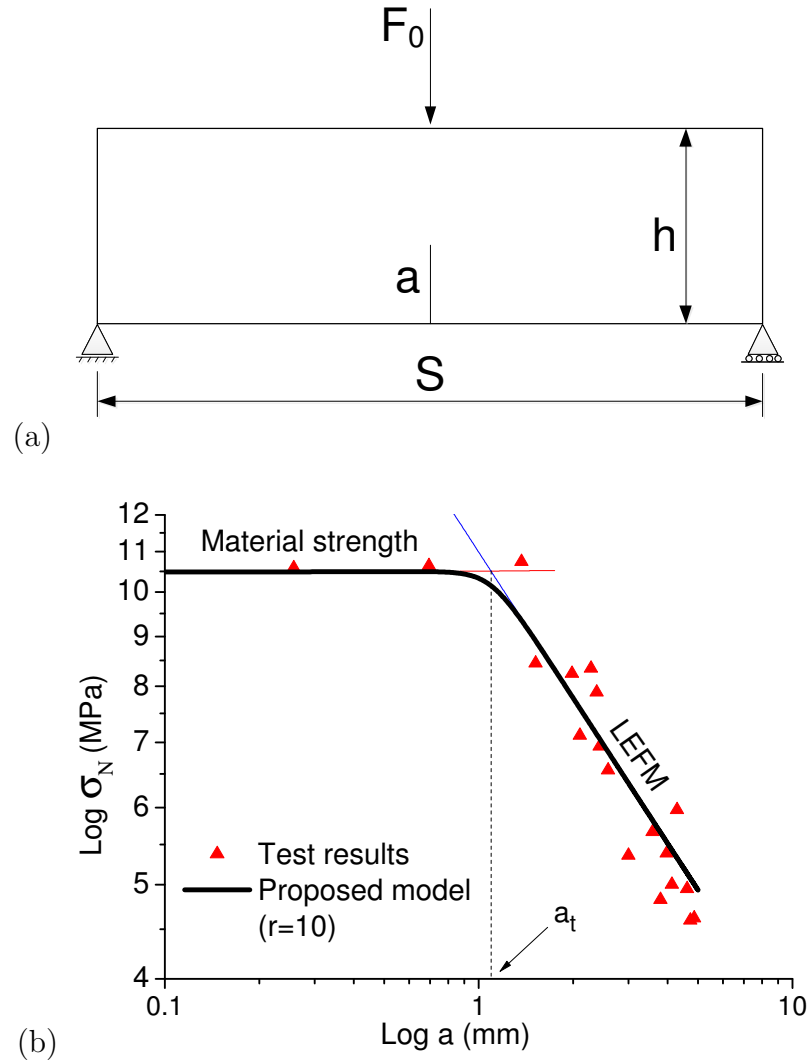 F0
h
a
S
(a)
12
11
10
9
8
7
6
5
4
Log σN (MPa)
Material strength
LEFM
Test results
Proposed model
(r=10)
at
0.1
1
10
Log a (mm)
(b)